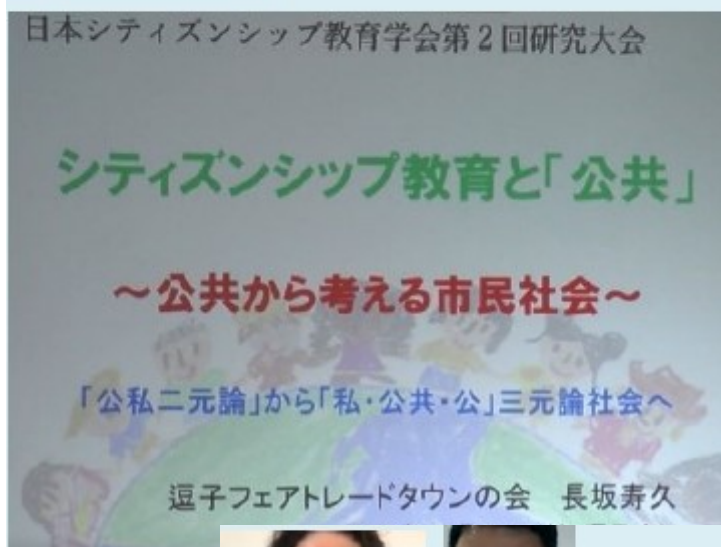 日本シティズンシップ教育学会第2回研究大会
シティズンシップ教育と「公共」
～公共から考える市民社会～
「公私二元論」から「私・公共・公」三元論社会へ
逗子フェアトレードタウンの会　長坂寿久